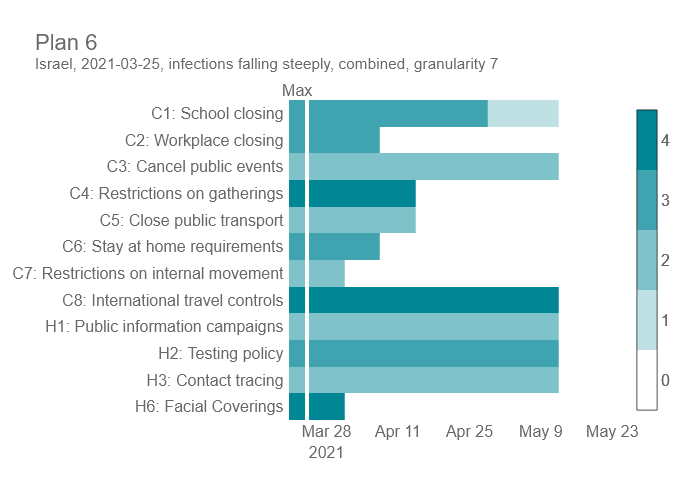 Plan 6
Israel, 2021-03-25, infections falling steeply, combined, granularity 7
Max
C1: School closing
C2: Workplace closing
C3: Cancel public events
C4: Restrictions on gatherings
C5: Close public transport
C6: Stay at home requirements
C7: Restrictions on internal movement
C8: International travel controls
H1: Public information campaigns
H2: Testing policy
H3: Contact tracing
H6: Facial Coverings
4
3
2
1
0
Mar 28 Apr 11 Apr 25 May 9 May 23
2021